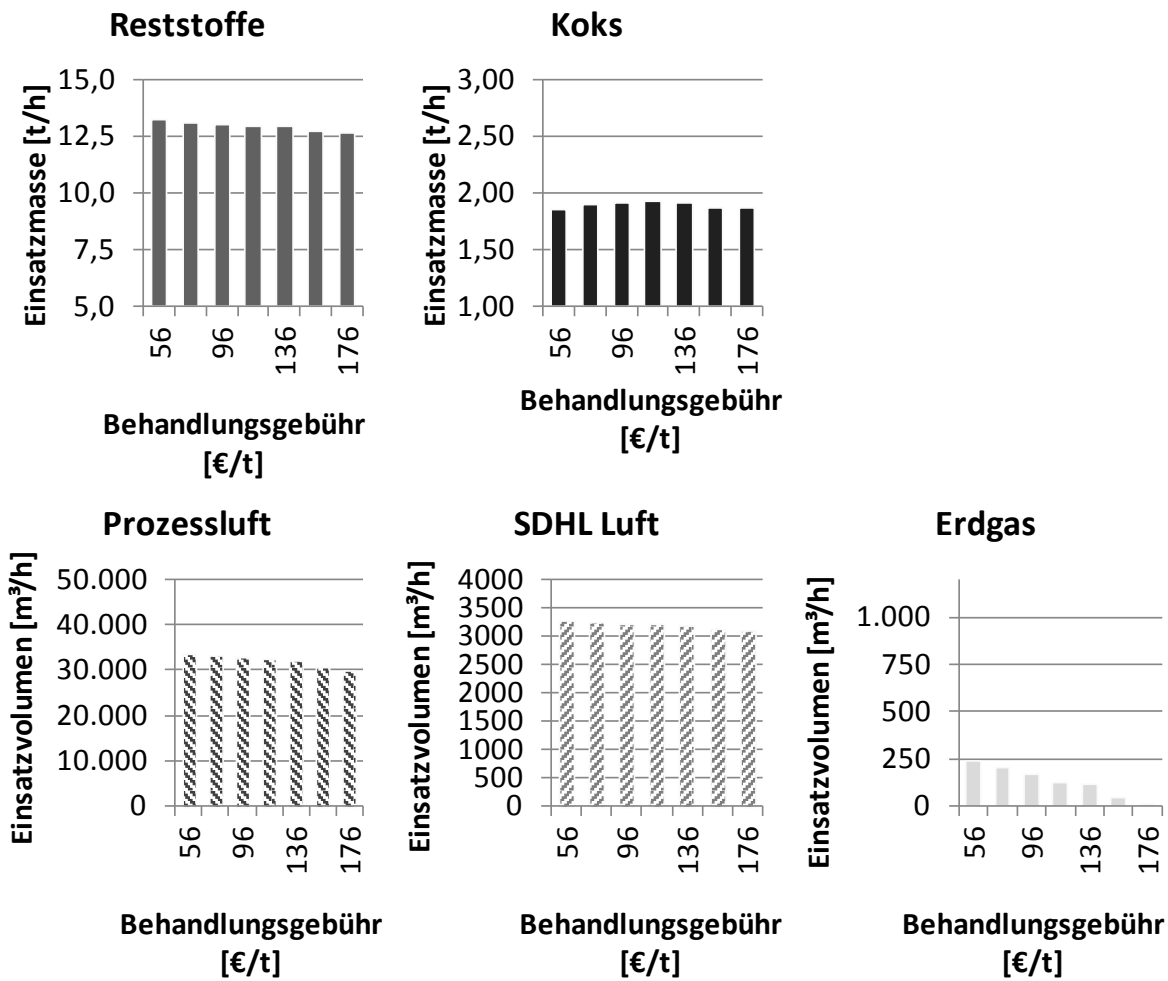 Reststoffe
Einsatzmasse [t/h]
15,0
12,5
10,0
7,5
5,0
56
96
136
176
Behandlungsgebühr
[€/t]
Koks
Einsatzmasse [t/h]
3,00
2,50
2,00
1,50
1,00
56
96
136
176
Behandlungsgebühr
[€/t]
Prozessluft
Einsatzvolumen [m³/h]
50.000
40.000
30.000
20.000
10.000
0
56
96
136
176
Behandlungsgebühr
[€/t]
SDHL Luft
Einsatzvolumen [m³/h]
4000
3500
3000
2500
2000
1500
1000
500
0
56
96
136
176
Behandlungsgebühr
[€/t]
Erdgas
Einsatzvolumen [m³/h]
1.000
750
500
250
0
56
96
136
176
Behandlungsgebühr
[€/t]